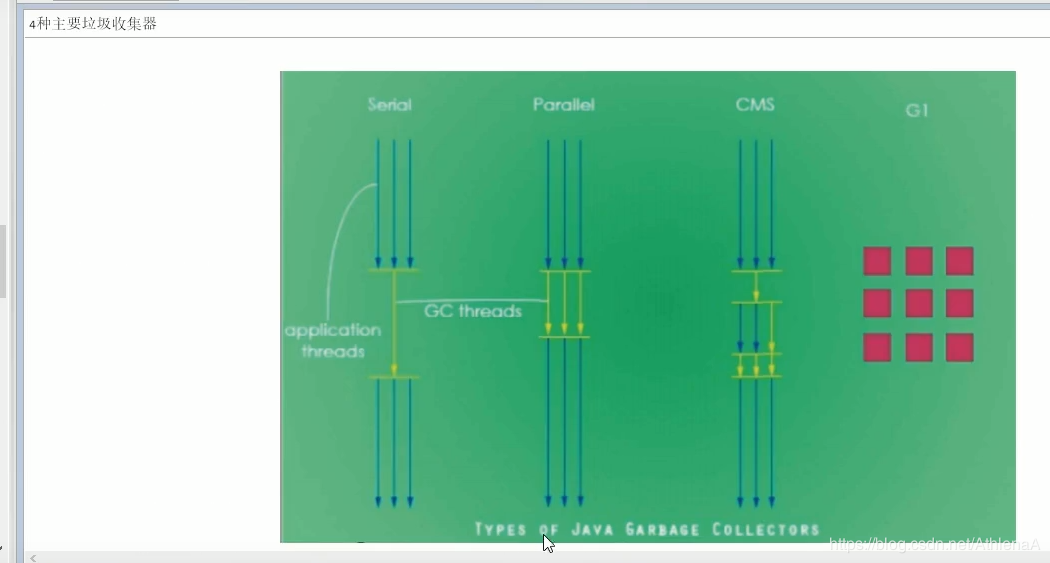 4种主要垃圾收集器
Serial
Parallel
CMS
G1
GC threads
application
threads
TYPES OF JAVA GARBAGE COLLECTORS
https://blog.csdn.net/AthlenaA